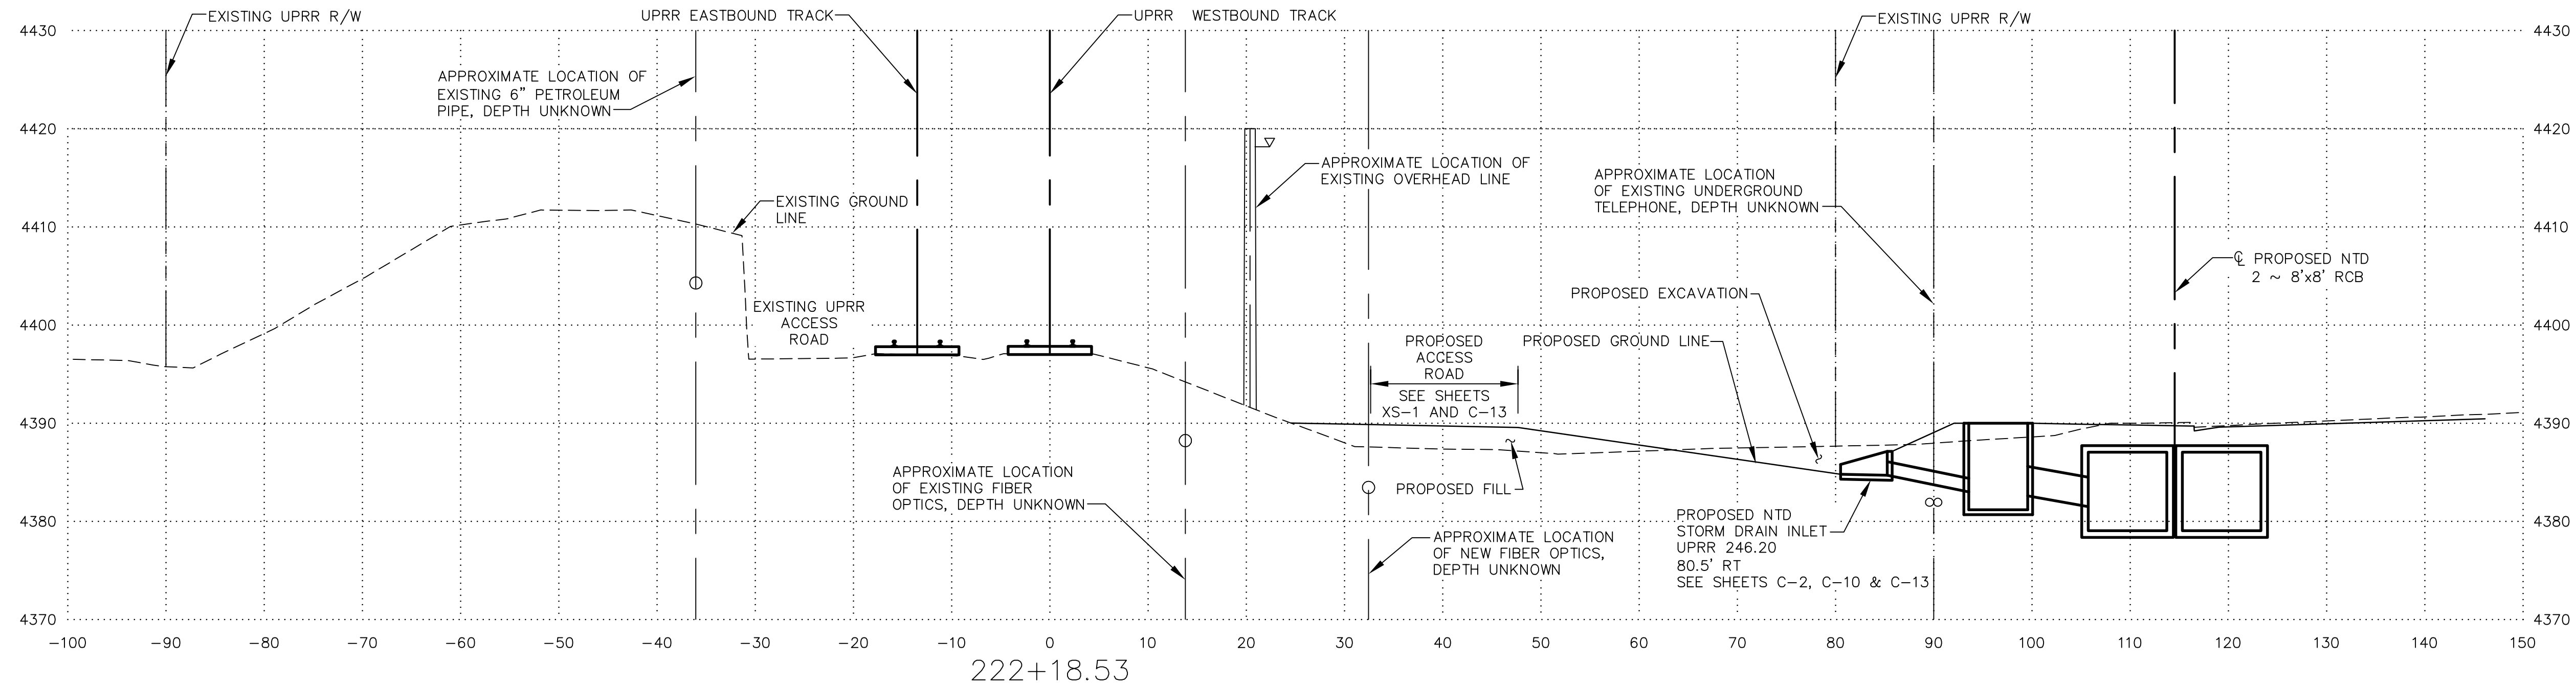 EXISTING UPRR R/W
UPRR EASTBOUND TRACK
UPRR WESTBOUND TRACK
EXISTING UPRR R/W
4430
4430
APPROXIMATE LOCATION OF
EXISTING 6" PETROLEUM
PIPE, DEPTH UNKNOWN
4420
4420
APPROXIMATE LOCATION OF
EXISTING OVERHEAD LINE
APPROXIMATE LOCATION
OF EXISTING UNDERGROUND
TELEPHONE, DEPTH UNKNOWN
EXISTING GROUND
LINE
4410
4410
℄ PROPOSED NTD
2 ~ 8'x8' RCB
PROPOSED EXCAVATION
EXISTING UPRR
ACCESS
ROAD
4400
4400
PROPOSED
ACCESS
ROAD
PROPOSED GROUND LINE
SEE SHEETS
XS-1 AND C-13
4390
4390
APPROXIMATE LOCATION
OF EXISTING FIBER
OPTICS, DEPTH UNKNOWN
PROPOSED FILL
4380
4380
PROPOSED NTD
STORM DRAIN INLET
UPRR 246.20
80.5' RT
SEE SHEETS C-2, C-10 & C-13
APPROXIMATE LOCATION
OF NEW FIBER OPTICS,
DEPTH UNKNOWN
4370
4370
-100 -90 -80 -70 -60 -50 -40 -30 -20 -10 0 10 20 30 40 50 60 70 80 90 100 110 120 130 140 150
222+18.53